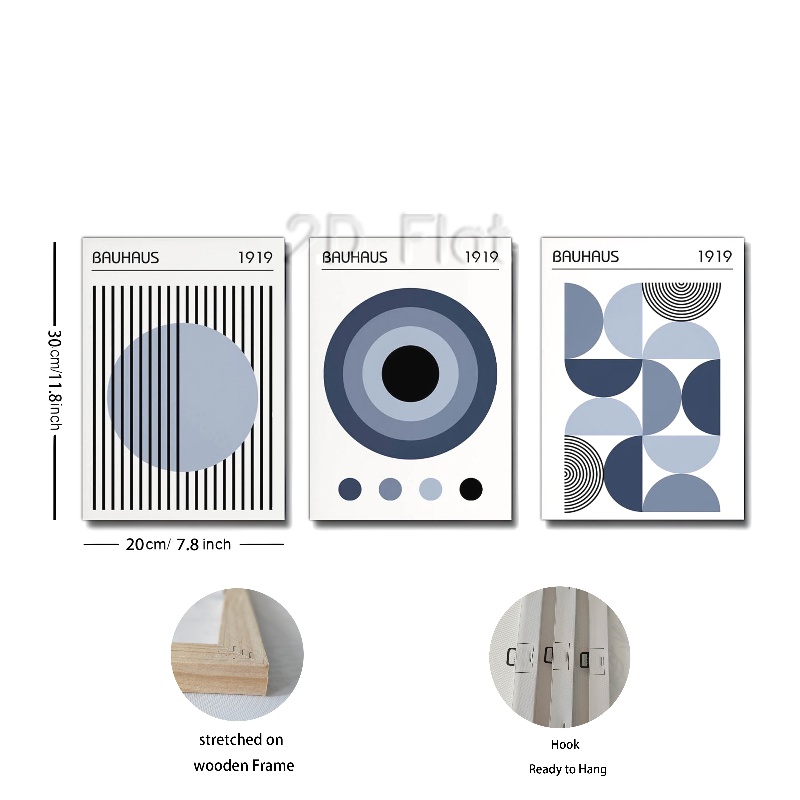 2D Flat
BAUHAUS 1919
BAUHAUS 1919
BAUHAUS 1919
30cm/11.8inch
20cm/ 7.8 inch
stretched on
wooden Frame
Hook
Ready to Hang